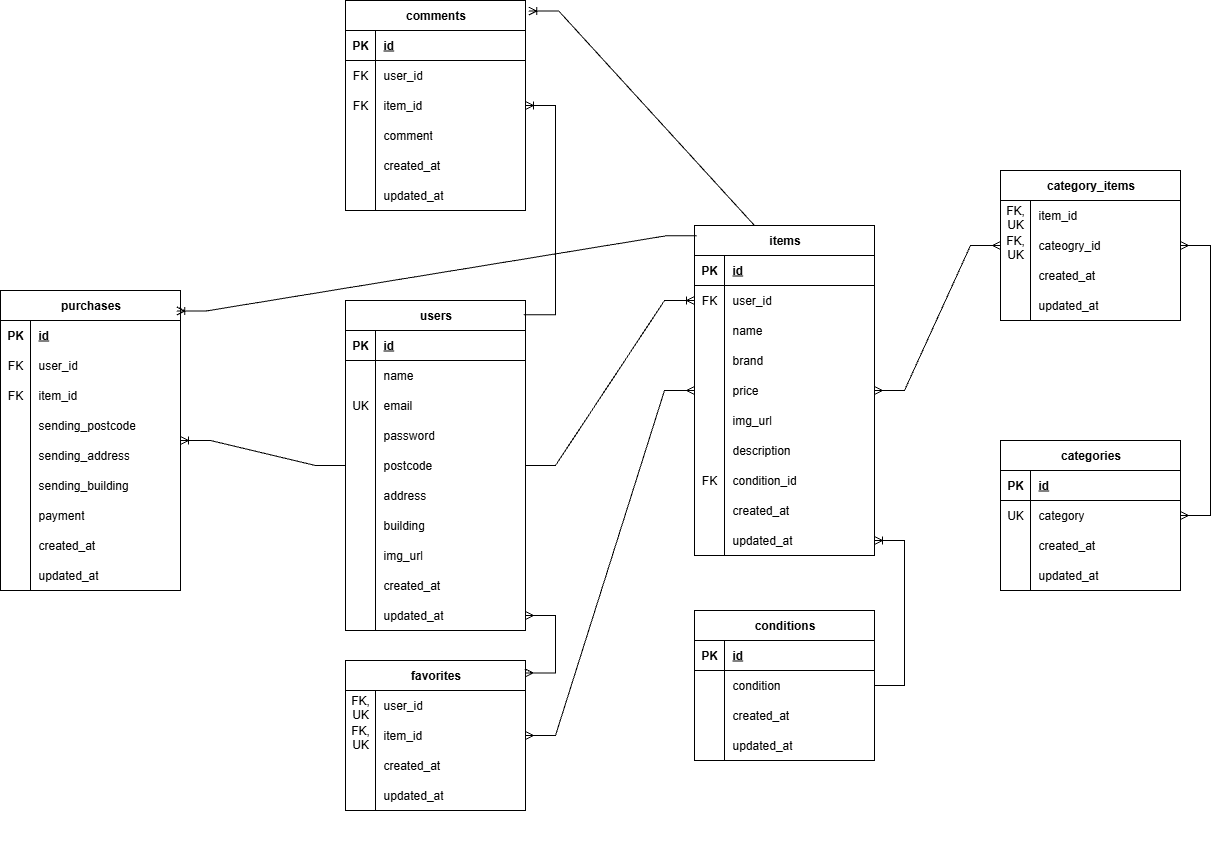 comments
PK id
FK user_id
FK item_id
comment
created_at
updated_at
category_items
FK,
UK item_id
FK,
UK cateogry_id
created_at
updated_at
items
PK id
FK user_id
name
brand
price
img_url
description
FK condition_id
created_at
updated_at
purchases
PK id
FK user_id
FK item_id
sending_postcode
sending_address
sending_building
payment
created_at
updated_at
users
PK id
name
UK email
password
postcode
address
building
img_url
created_at
updated_at
categories
PK id
UK category
created_at
updated_at
conditions
PK id
condition
created_at
updated_at
favorites
FK,
UK user_id
FK,
UK item_id
created_at
updated_at